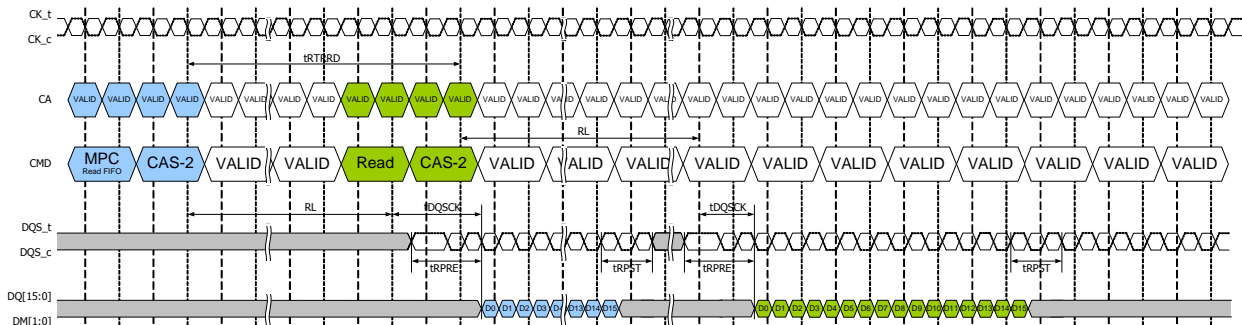 CK_t
CK_c
tRTRRD
CA VALID VALID VALID VALID VALID VALID VALID VALID VALID VALID VALID VALID VALID VALID VALID VALID VALID VALID VALID VALID VALID VALID VALID VALID VALID VALID VALID VALID VALID VALID VALID VALID VALID VALID
RL
CMD MPC CAS-2 VALID VALID Read CAS-2 VALID VALID VALID VALID VALID VALID VALID VALID VALID VALID VALID
Read FIFO
RL tDQSCK tDQSCK
DQS_t
DQS_c
tRPRE tRPST tRPRE tRPST
DQ[15:0]
D0 D1 D2 D3 D4 D13 D14 D15 D0 D1 D2 D3 D4 D5 D6 D7 D8 D9 D10 D11 D12 D13 D14 D15
DMI[1:0]